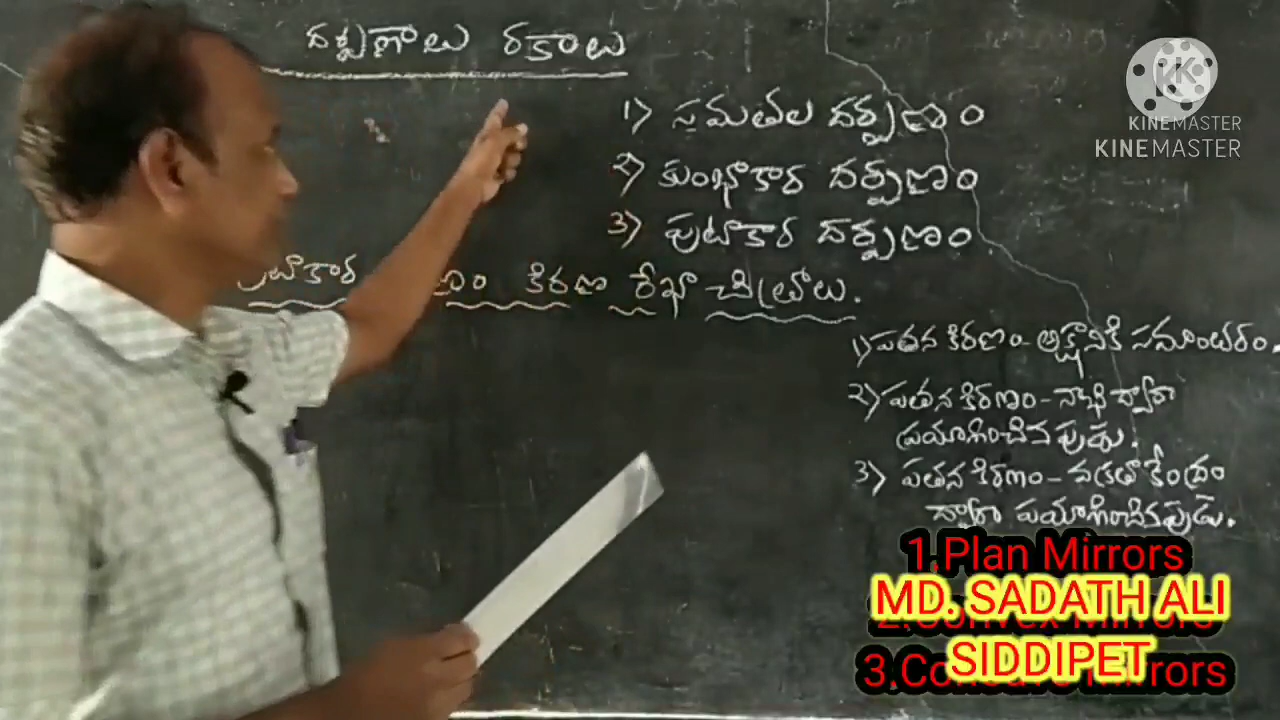 దర్పణాలు రకాలు
1) సమతల దర్పణం
2) కుంభాకార దర్పణం
3) పుటాకార దర్పణం
పుటాకార ణం కిరణ రేఖా చిత్రాలు.
1) పతన కిరణం - అక్షానికి సమాంతరం.
2) పతన కిరణం - నాభి ద్వారా
ప్రయాగించినపుడు.
3) పతన కిరణం - వక్రతా కేంద్రం
ద్వారా పయాగించినపుడు.
KINEMASTER
KINEMASTER
1,Plan Mirrors
MD. SADATH ALI
2,Convex Mirrors
SIDDIPET
3,Concave Mirrors